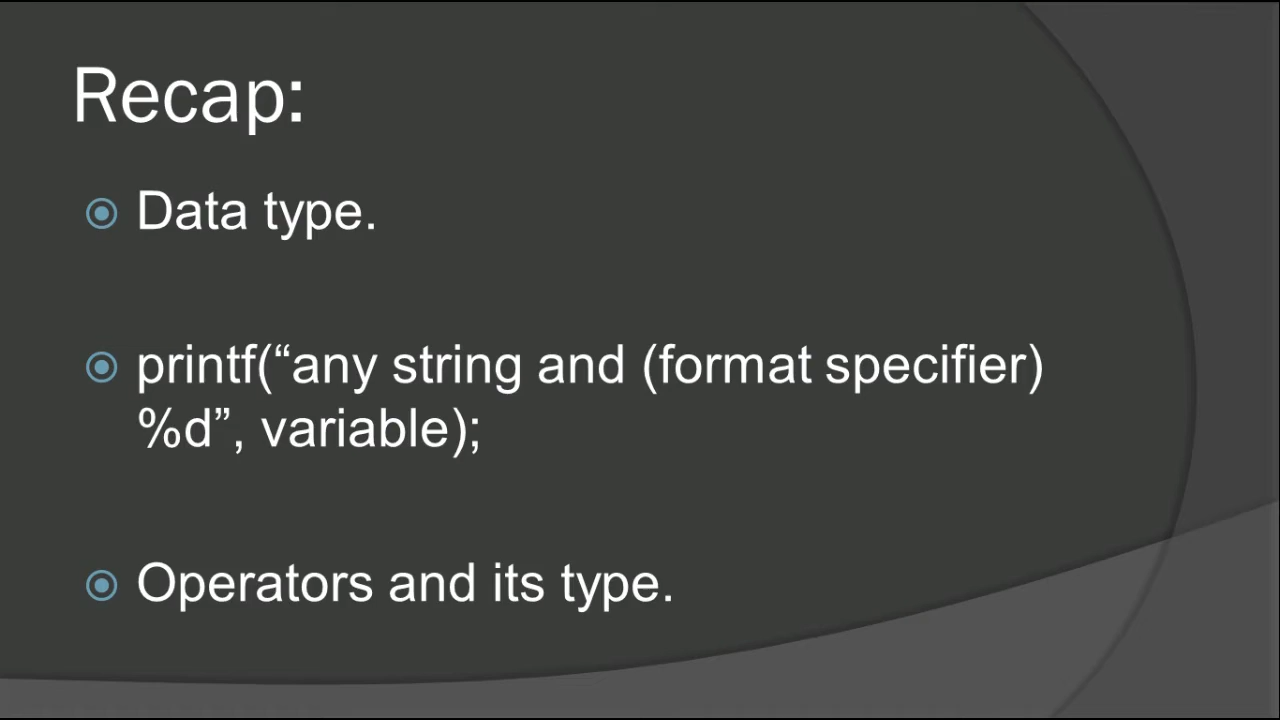 Recap:
Data type.
printf(“any string and (format specifier)
%d”, variable);
Operators and its type.